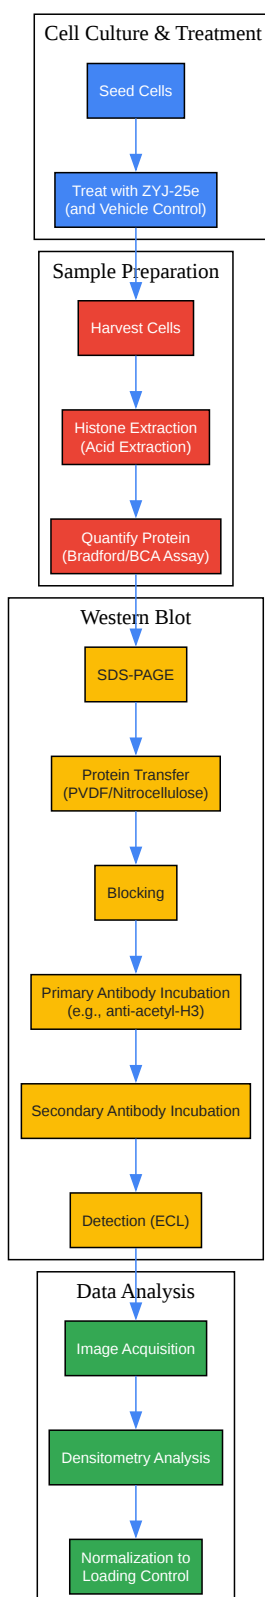 Cell Culture & Treatment
Seed Cells
Treat with ZYJ-25e
(and Vehicle Control)
Sample Preparation
Harvest Cells
Histone Extraction
(Acid Extraction)
Quantify Protein
(Bradford/BCA Assay)
Western Blot
SDS-PAGE
Protein Transfer
(PVDF/Nitrocellulose)
Blocking
Primary Antibody Incubation
(e.g., anti-acetyl-H3)
Secondary Antibody Incubation
Detection (ECL)
Data Analysis
Image Acquisition
Densitometry Analysis
Normalization to
Loading Control